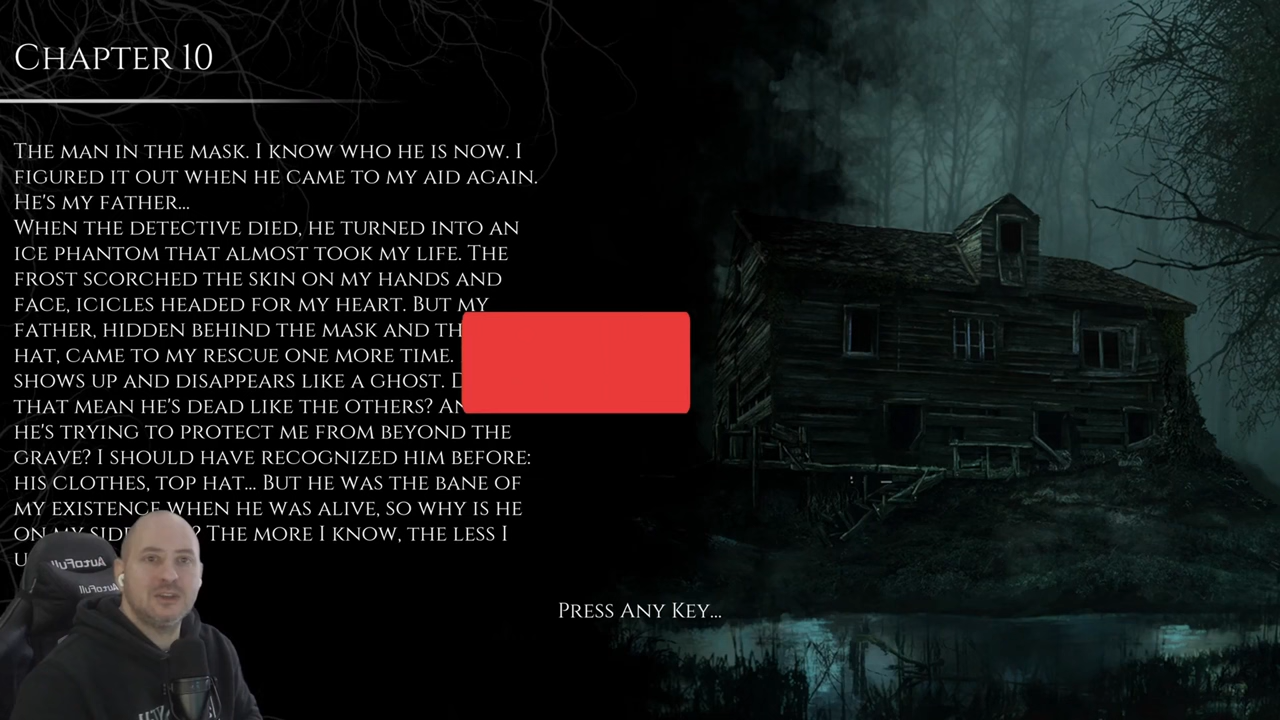 Chapter 10
The man in the mask. I know who he is now. I
figured it out when he came to my aid again.
He's my father...
When the detective died, he turned into an
ice phantom that almost took my life. The
frost scorched the skin on my hands and
face, icicles headed for my heart. But my
father, hidden behind the mask and
hat, came to my rescue one more time.
shows up and disappears like a ghost.
that mean he's dead like the others?
he's trying to protect me from beyond the
grave? I should have recognized him before:
his clothes, top hat... But he was the bane of
my existence when he was alive, so why is he
on my side ? The more I know, the less I
Press Any Key...
AutoFull
AutoFull